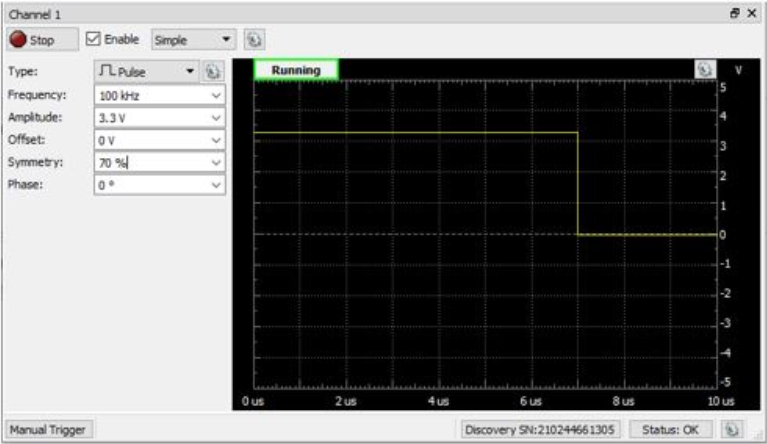 Channel 1
Stop Enable Simple
Type: Pulse
Frequency: 100 kHz
Amplitude: 3.3 V
Offset: 0 V
Symmetry: 70 %
Phase: 0 °
Running V
5
4
3
2
1
0
-1
-2
-3
-4
-5
0 us 2 us 4 us 6 us 8 us 10 us
Manual Trigger Discovery SN:210244661305 Status: OK